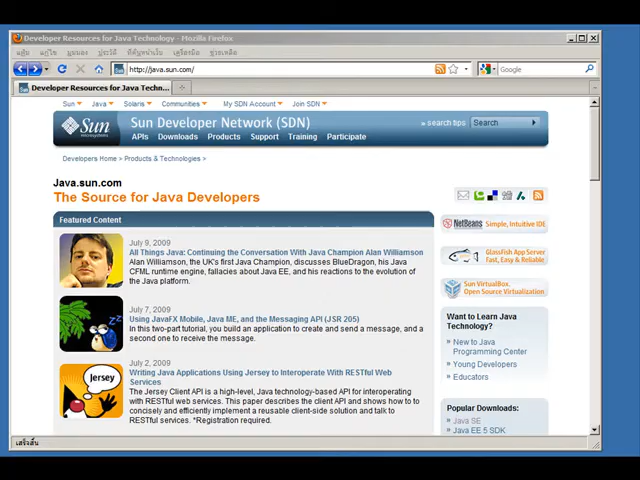 Developer Resources for Java Technology - Mozilla Firefox
แฟ้ม แก้ไข มุมมอง ประวัติ ที่คั่นหน้าเว็บ เครื่องมือ ช่วยเหลือ
http://java.sun.com/
Google
Developer Resources for Java Techn...
Sun Java Solaris Communities My SDN Account Join SDN
Sun
microsystems
Sun Developer Network (SDN)
» search tips Search
APIs Downloads Products Support Training Participate
Developers Home > Products & Technologies >
Java.sun.com
The Source for Java Developers
Featured Content
July 9, 2009
All Things Java: Continuing the Conversation With Java Champion Alan Williamson
Alan Williamson, the UK's first Java Champion, discusses BlueDragon, his Java
CFML runtime engine, fallacies about Java EE, and his reactions to the evolution of
the Java platform.
July 7, 2009
Using JavaFX Mobile, Java ME, and the Messaging API (JSR 205)
In this two-part tutorial, you build an application to create and send a message, and a
second one to receive the message.
Jersey
July 2, 2009
Writing Java Applications Using Jersey to Interoperate With RESTful Web
Services
The Jersey Client API is a high-level, Java technology-based API for interoperating
with RESTful web services. This paper describes the client API and shows how to to
concisely and efficiently implement a reusable client-side solution and talk to
RESTful services. *Registration required.
NetBeans Simple, Intuitive IDE
GlassFish App Server
Fast, Easy & Reliable
Sun VirtualBox.
Open Source Virtualization
Want to Learn Java
Technology?
New to Java
Programming Center
Young Developers
Educators
Popular Downloads:
Java SE
Java EE 5 SDK
เสร็จสิ้น